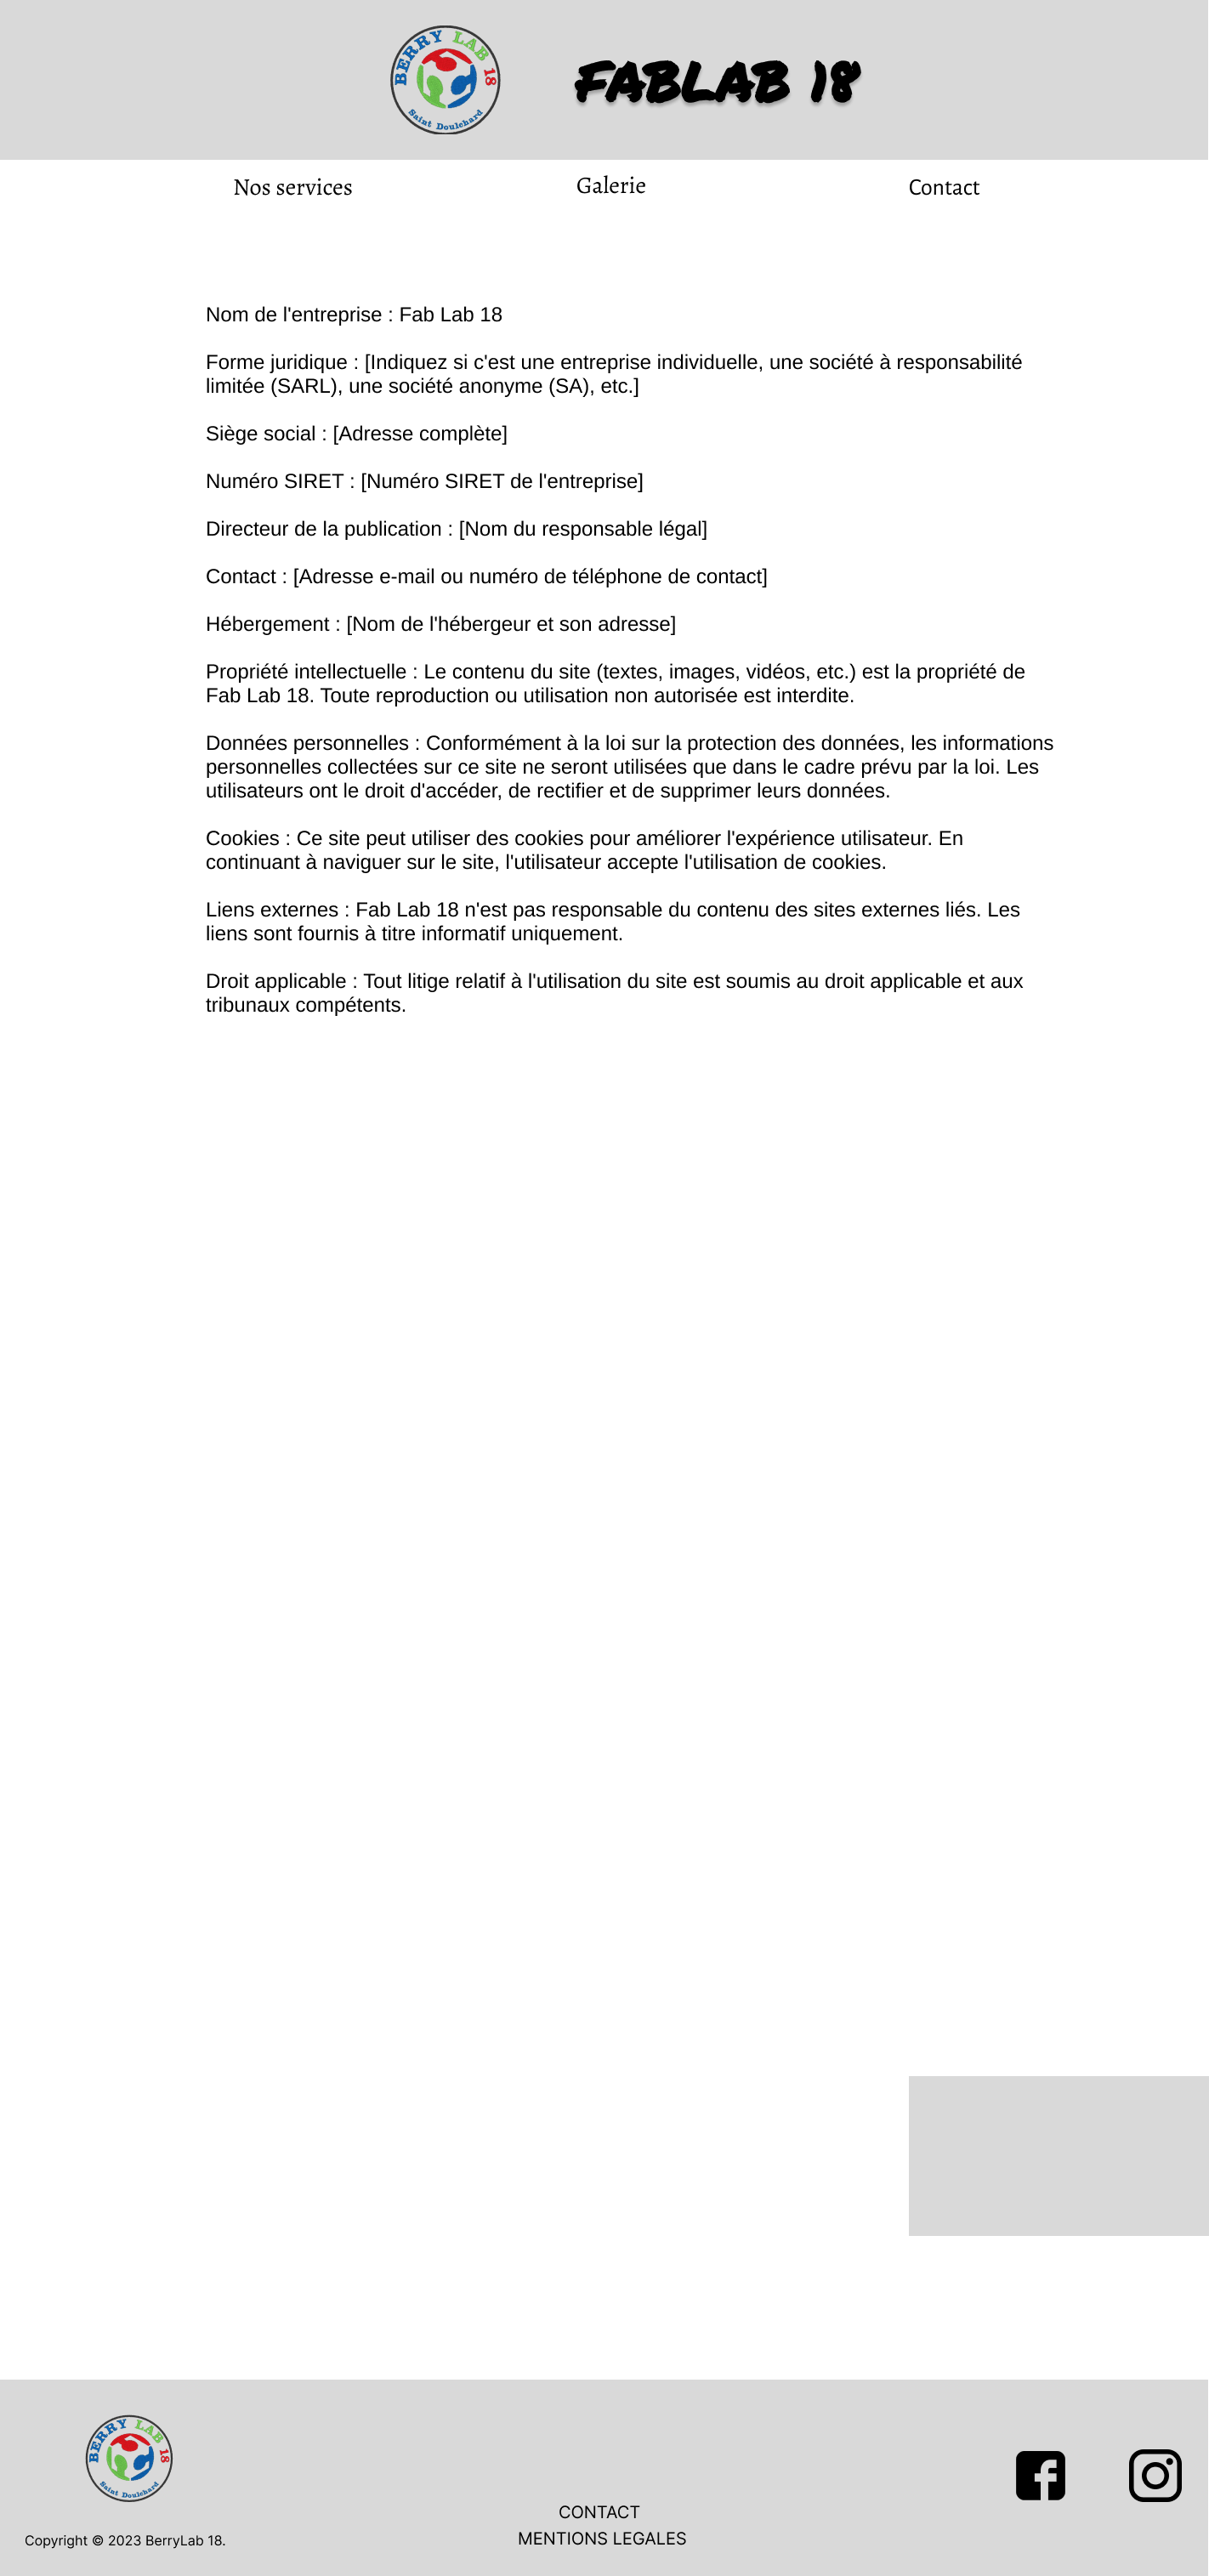 BERRY LAB 18
Saint Doulchard
FABLAB 18
Nos services
Galerie
Contact
Nom de l'entreprise : Fab Lab 18
Forme juridique : [Indiquez si c'est une entreprise individuelle, une société à responsabilité
limitée (SARL), une société anonyme (SA), etc.]
Siège social : [Adresse complète]
Numéro SIRET : [Numéro SIRET de l'entreprise]
Directeur de la publication : [Nom du responsable légal]
Contact : [Adresse e-mail ou numéro de téléphone de contact]
Hébergement : [Nom de l'hébergeur et son adresse]
Propriété intellectuelle : Le contenu du site (textes, images, vidéos, etc.) est la propriété de
Fab Lab 18. Toute reproduction ou utilisation non autorisée est interdite.
Données personnelles : Conformément à la loi sur la protection des données, les informations
personnelles collectées sur ce site ne seront utilisées que dans le cadre prévu par la loi. Les
utilisateurs ont le droit d'accéder, de rectifier et de supprimer leurs données.
Cookies : Ce site peut utiliser des cookies pour améliorer l'expérience utilisateur. En
continuant à naviguer sur le site, l'utilisateur accepte l'utilisation de cookies.
Liens externes : Fab Lab 18 n'est pas responsable du contenu des sites externes liés. Les
liens sont fournis à titre informatif uniquement.
Droit applicable : Tout litige relatif à l'utilisation du site est soumis au droit applicable et aux
tribunaux compétents.
BERRY LAB 18
Saint Doulchard
CONTACT
MENTIONS LEGALES
Copyright © 2023 BerryLab 18.